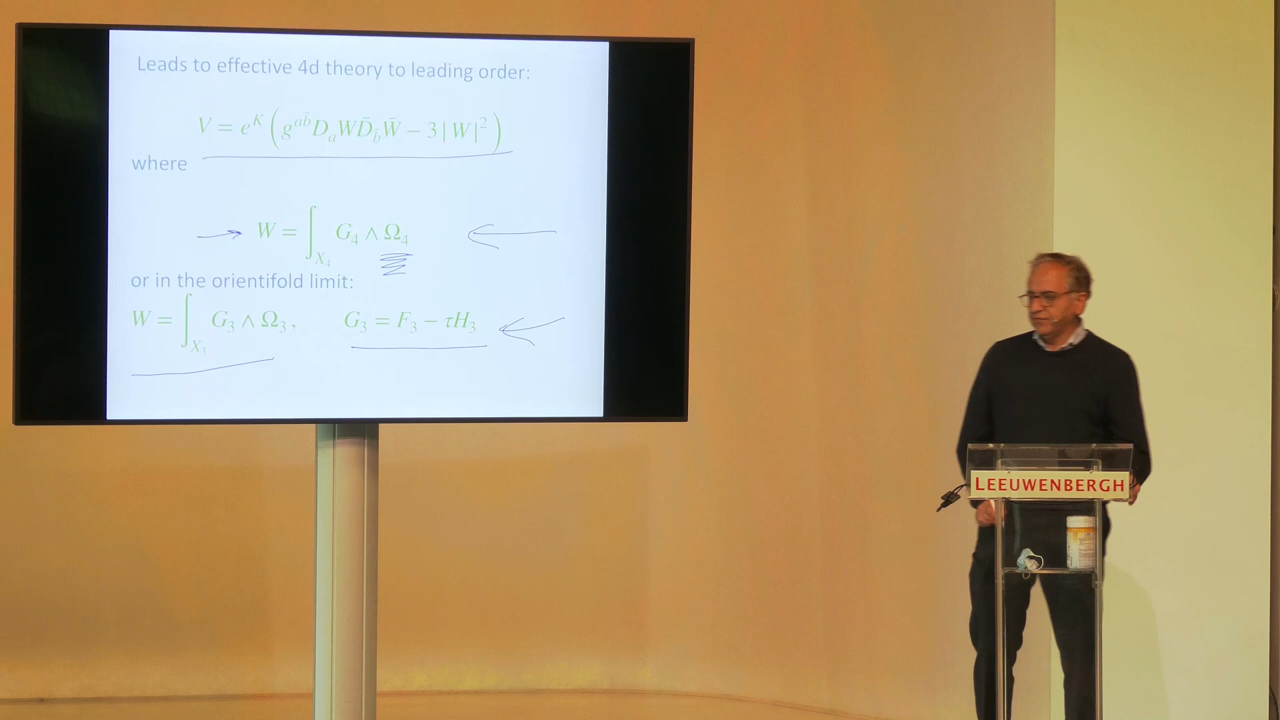 Leads to effective 4d theory to leading order:
V = e^K ( g^{ab̄} D_a W D̄_{b̄} W̄ − 3 | W |^2 )
where
W = ∫_{X_4} G_4 ∧ Ω_4
or in the orientifold limit:
W = ∫_{X_3} G_3 ∧ Ω_3 , G_3 = F_3 − τH_3
LEEUWENBERGH